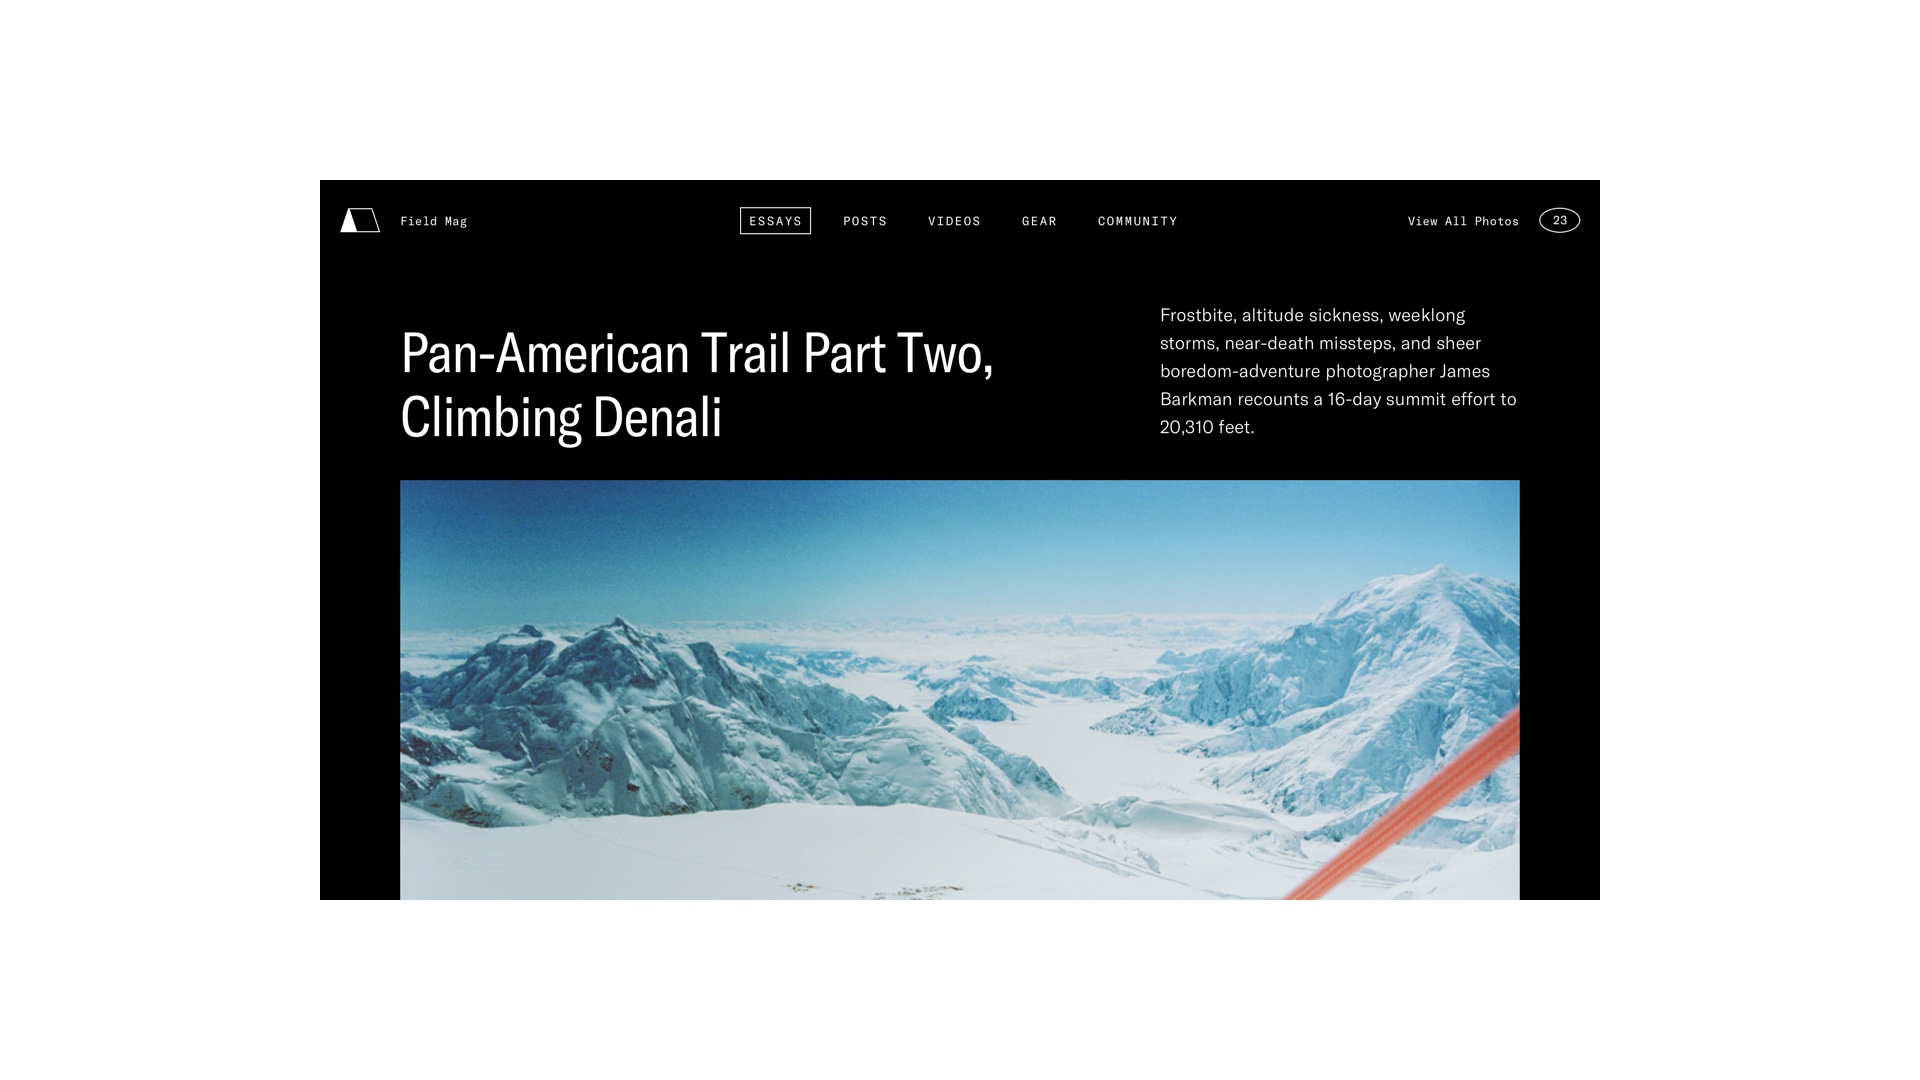 Field Mag
ESSAYS
POSTS
VIDEOS
GEAR
COMMUNITY
View All Photos
23
Pan-American Trail Part Two,
Climbing Denali
Frostbite, altitude sickness, weeklong
storms, near-death missteps, and sheer
boredom-adventure photographer James
Barkman recounts a 16-day summit effort to
20,310 feet.